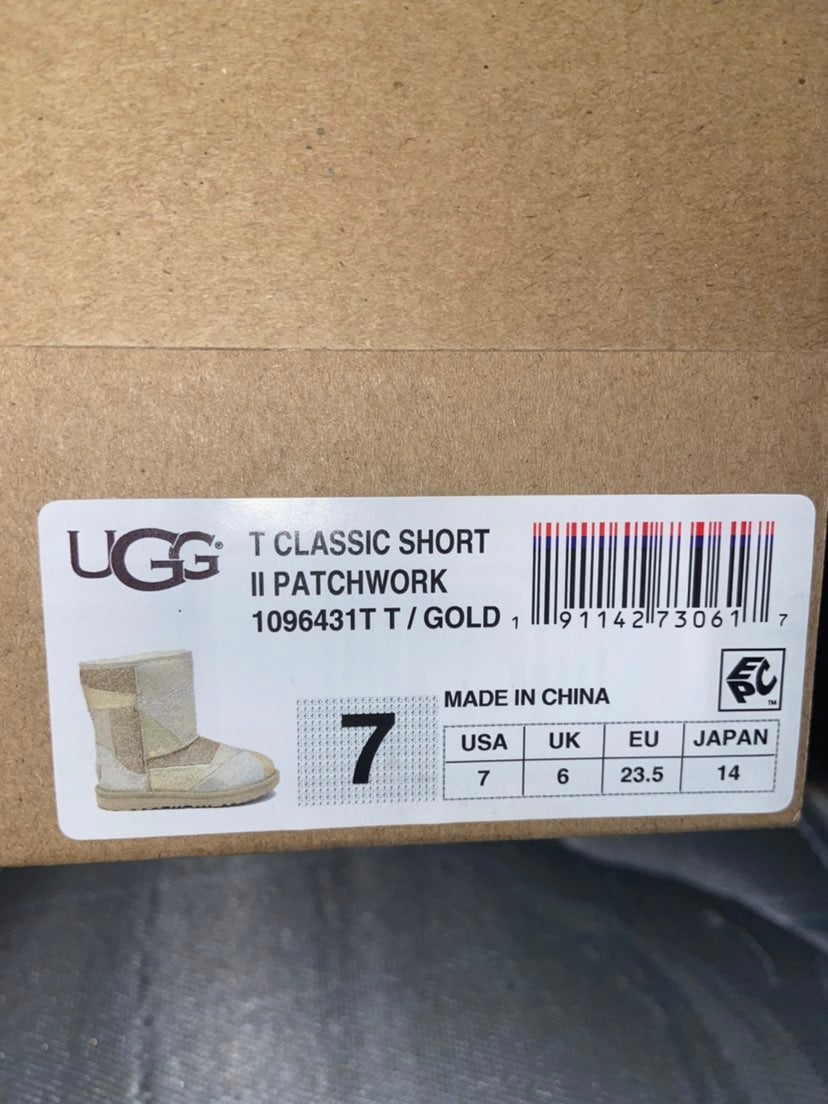 UGG®
T CLASSIC SHORT
II PATCHWORK
1096431T T / GOLD
1 91142 73061 7
EPC™
7
MADE IN CHINA
USA UK EU JAPAN
7 6 23.5 14